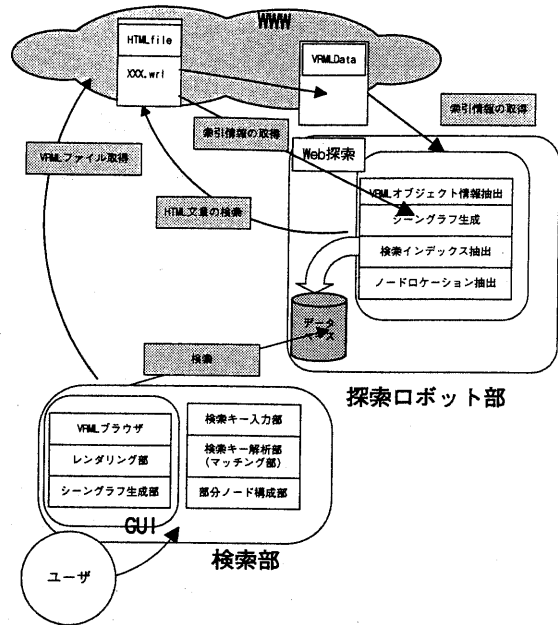 WWW
HTMLfile
XXX.wrl
VRMLData
索引情報の取得
索引情報の取得
VRMLファイル取得
Web探索
HTML文章の検索
VRMLオブジェクト情報抽出
シーングラフ生成
検索インデックス抽出
ノードロケーション抽出
データ
ベース
検索
探索ロボット部
VRMLブラウザ
レンダリング部
シーングラフ生成部
GUI
検索キー入力部
検索キー解析部
(マッチング部)
部分ノード構成部
検索部
ユーザ